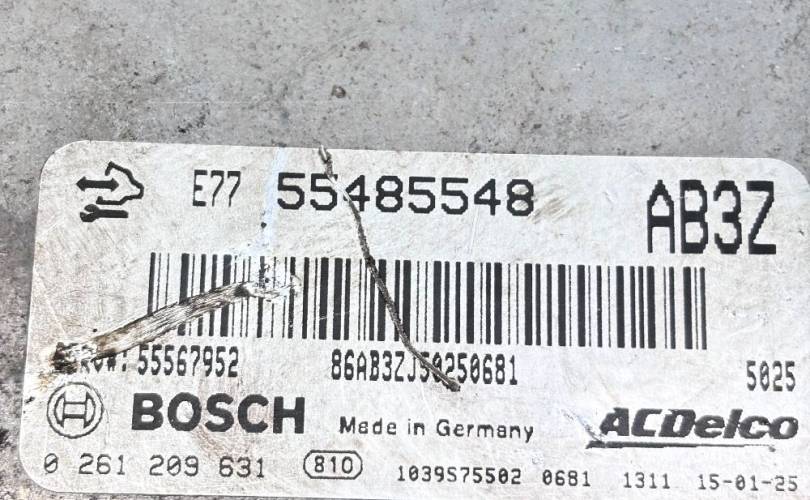 E77 55485548 AB3Z
55567952 86AB3ZJ50250681 5025
BOSCH Made in Germany ACDelco
0 261 209 631 810 1039S75502 0681 1311 15-01-25